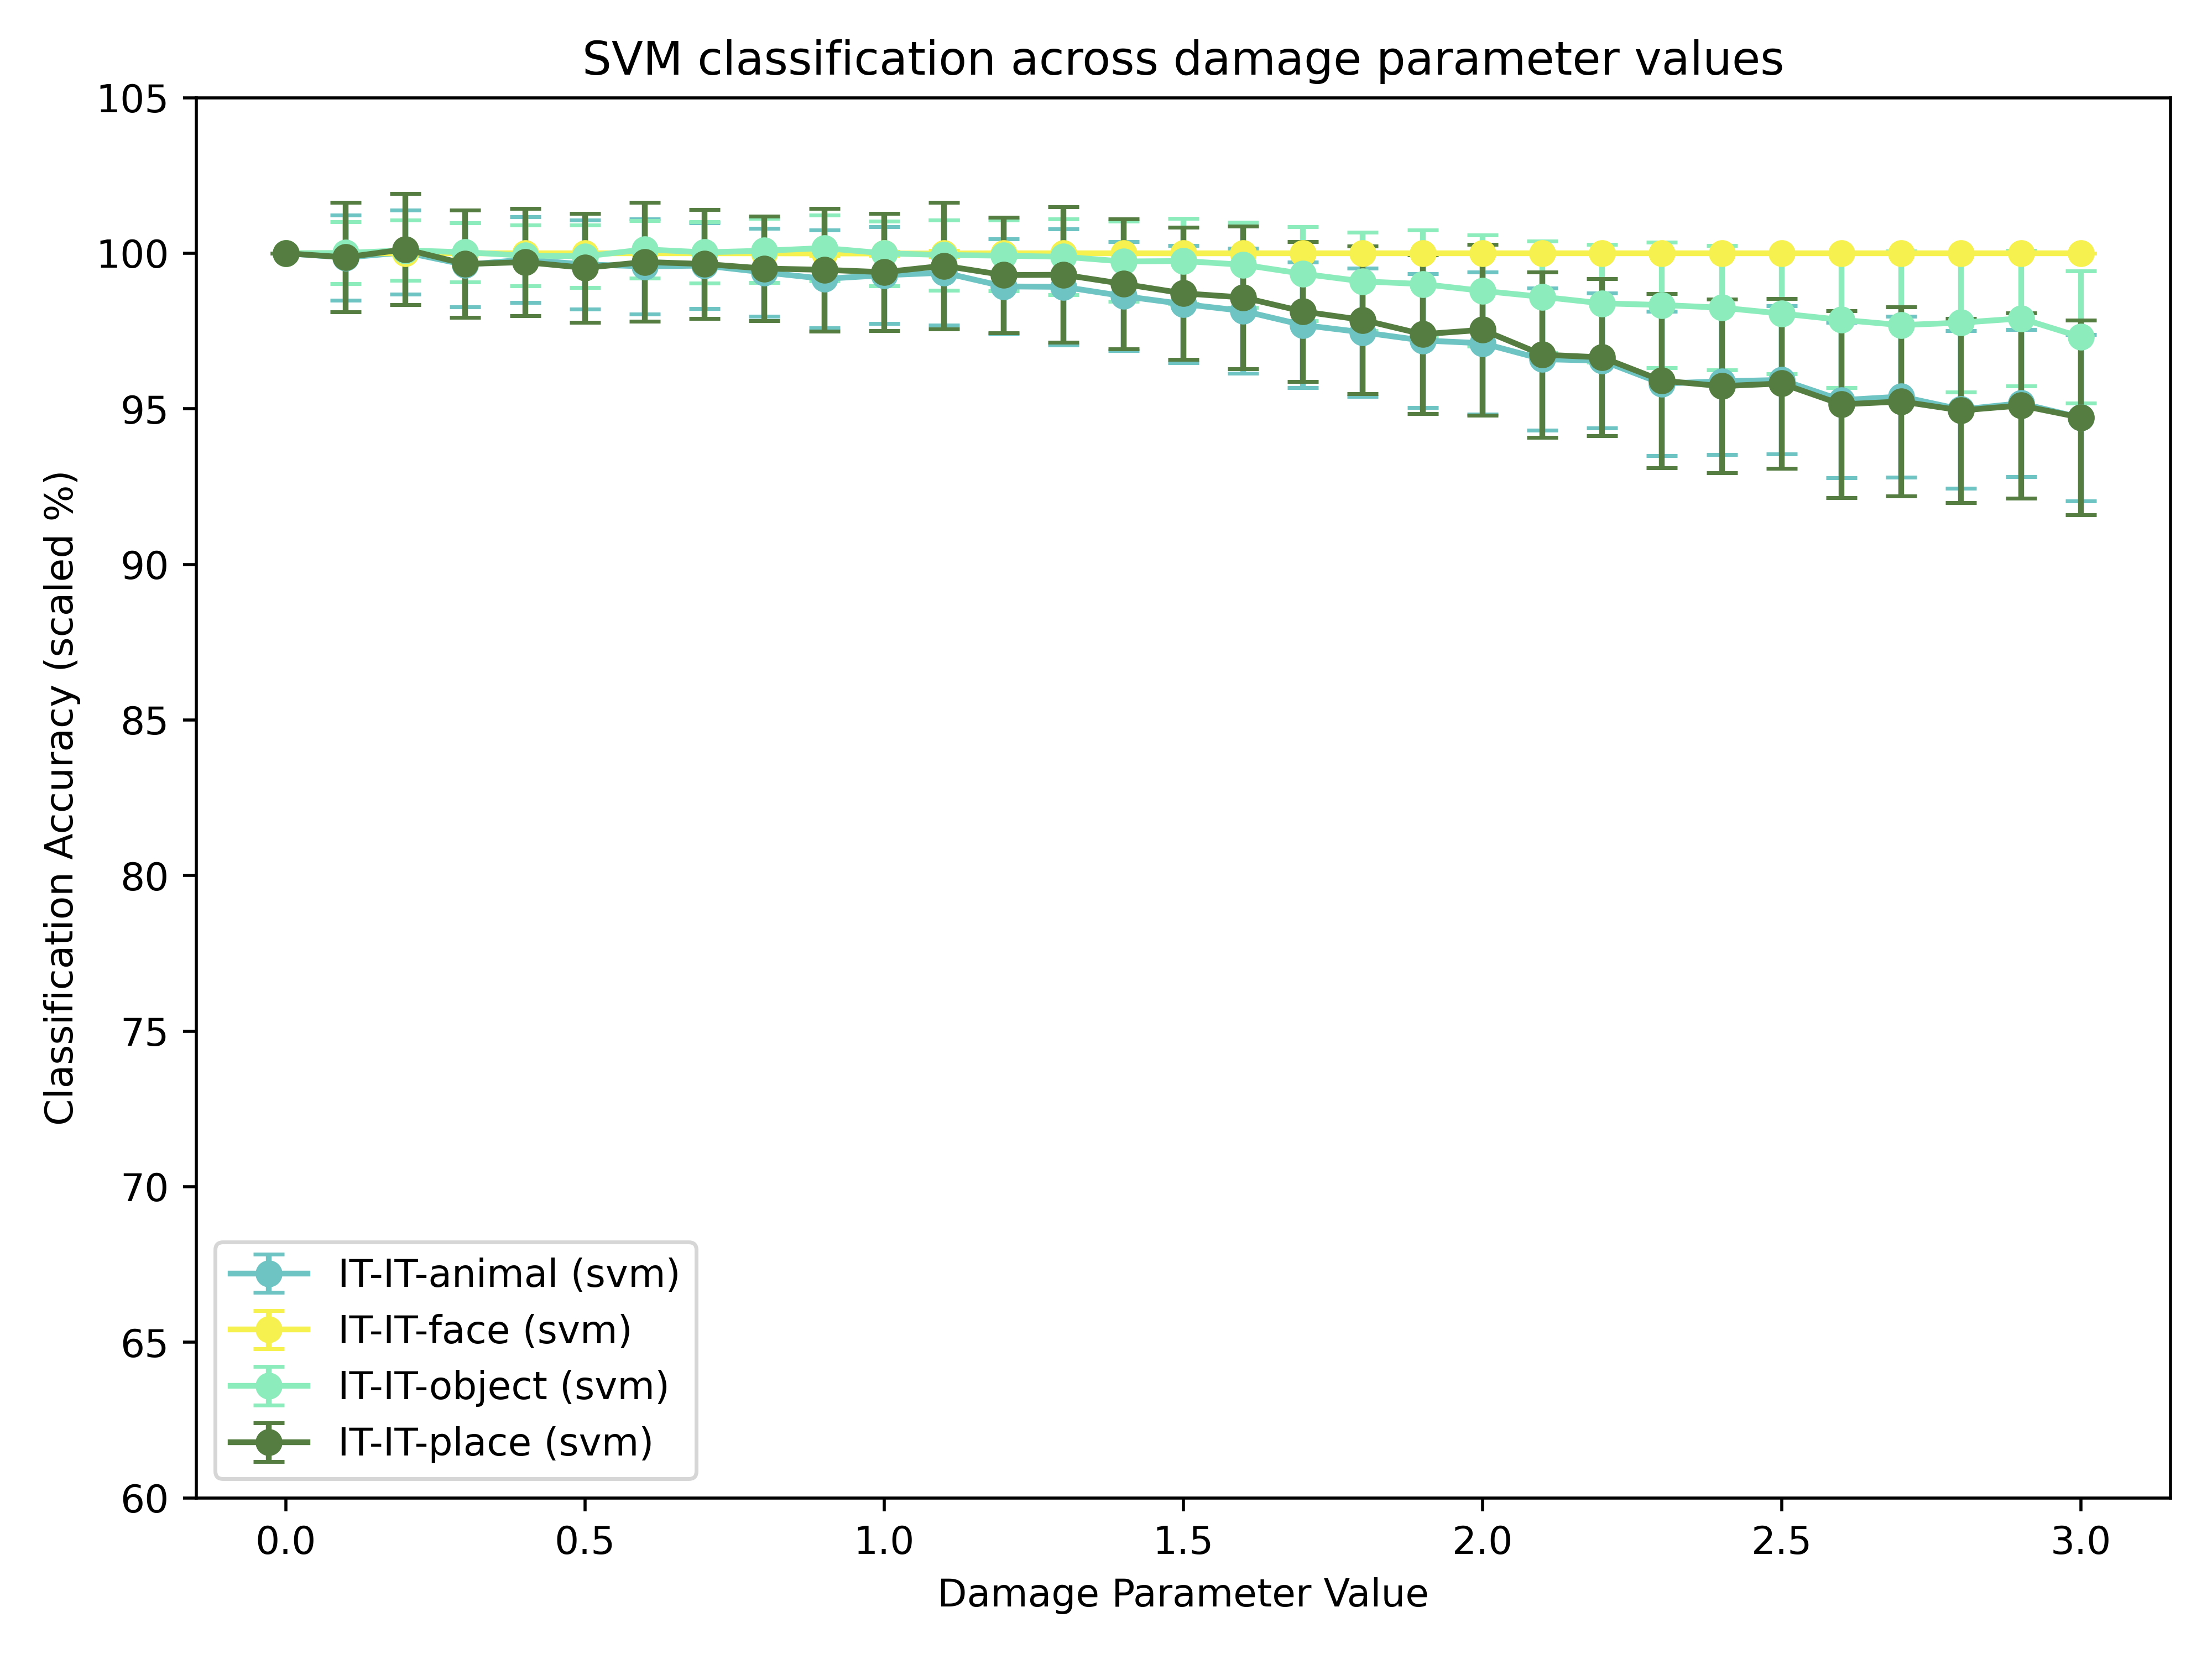 SVM classification across damage parameter values
105
100
95
90
85
80
75
70
65
60
Classification Accuracy (scaled %)
IT-IT-animal (svm)
IT-IT-face (svm)
IT-IT-object (svm)
IT-IT-place (svm)
0.0 0.5 1.0 1.5 2.0 2.5 3.0
Damage Parameter Value